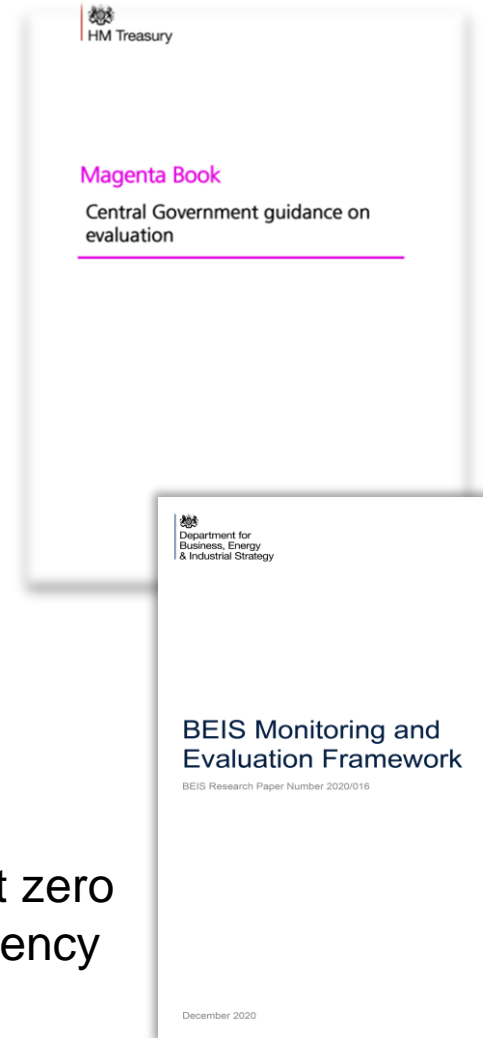 HM Treasury
Magenta Book
Central Government guidance on
evaluation
Department for
Business, Energy
& Industrial Strategy
BEIS Monitoring and
Evaluation Framework
BEIS Research Paper Number 2020/016
t zero
ency
December 2020